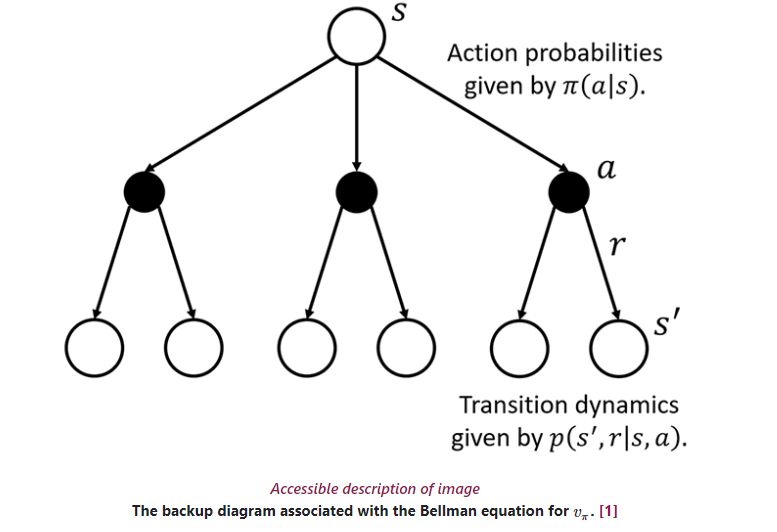 s
Action probabilities
given by π(a|s).
a
r
s′
Transition dynamics
given by p(s′,r|s,a).
Accessible description of image
The backup diagram associated with the Bellman equation for vπ. [1]